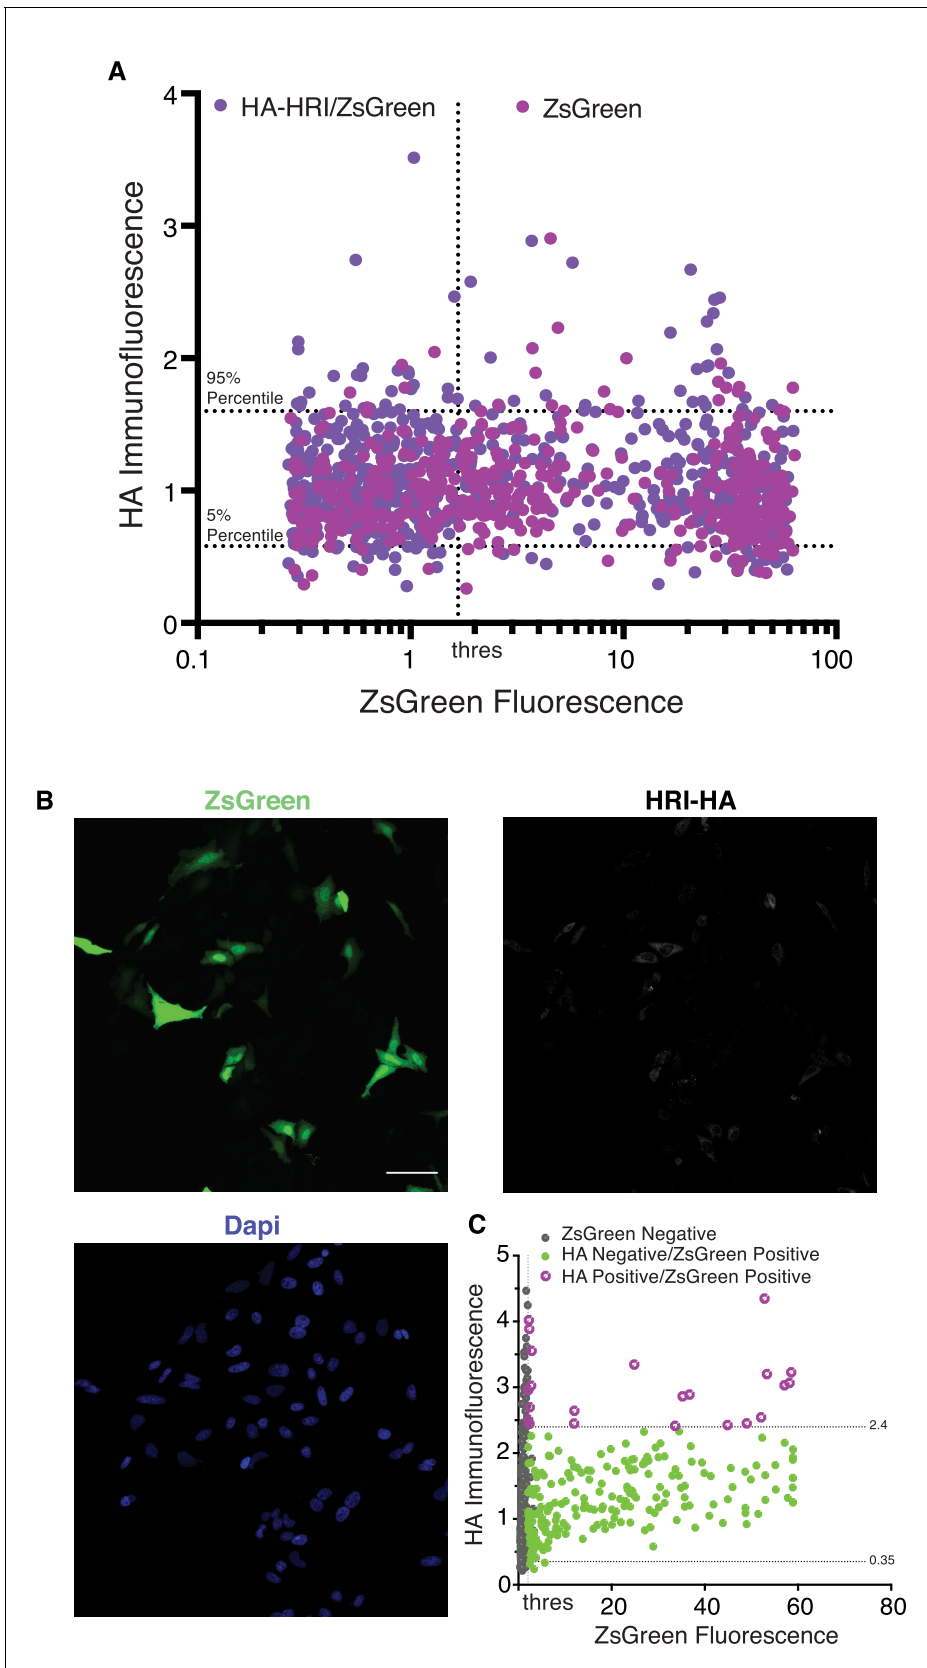 A
HA-HRI/ZsGreen
ZsGreen
4
3
2
1
0
HA Immunofluorescence
95%
Percentile
5%
Percentile
0.1
1
thres
10
100
ZsGreen Fluorescence
B
ZsGreen
HRI-HA
Dapi
C
ZsGreen Negative
HA Negative/ZsGreen Positive
HA Positive/ZsGreen Positive
5
4
3
2
1
0
HA Immunofluorescence
2.4
0.35
thres
20
40
60
80
ZsGreen Fluorescence